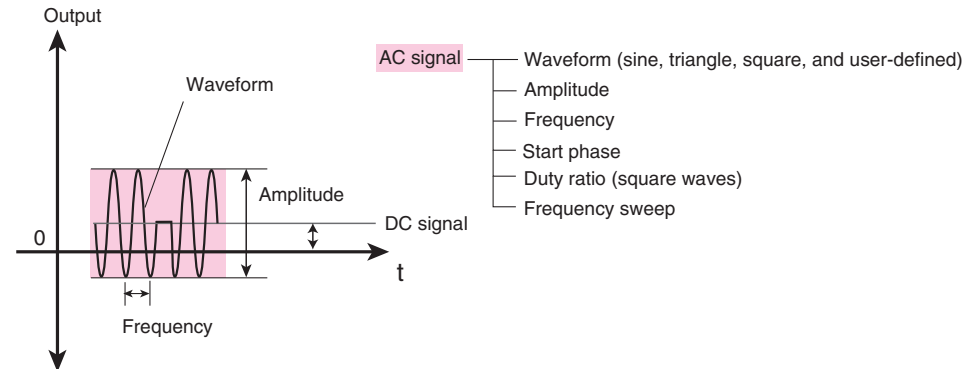 Output
AC signal
Waveform (sine, triangle, square, and user-defined)
Amplitude
Frequency
Start phase
Duty ratio (square waves)
Frequency sweep
Waveform
Amplitude
DC signal
0
t
Frequency